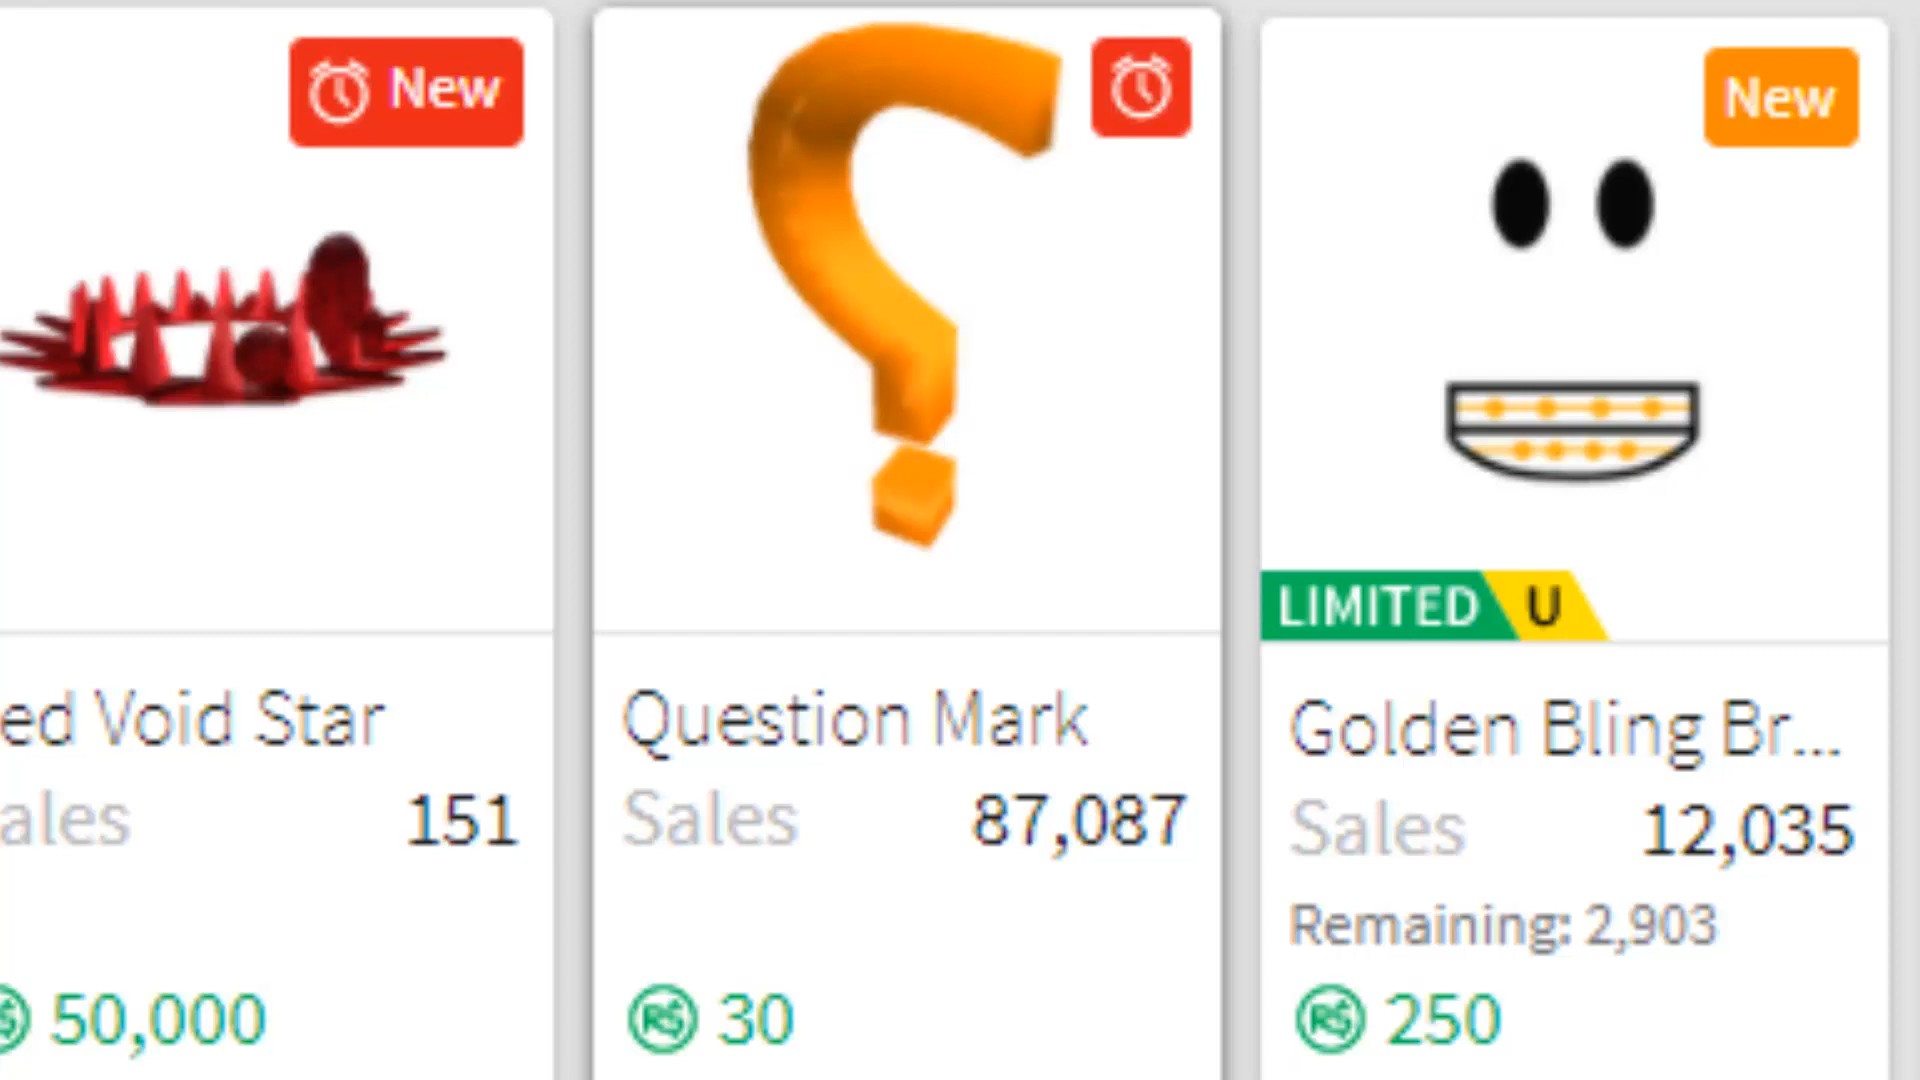 New
ed Void Star
ales 151
50,000
Question Mark
Sales 87,087
R$ 30
New
LIMITED U
Golden Bling Br...
Sales 12,035
Remaining: 2,903
R$ 250